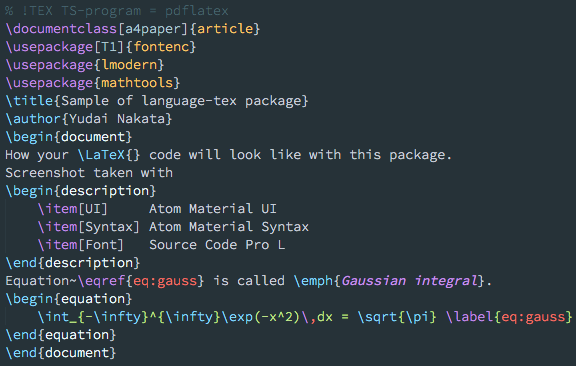 % !TEX TS-program = pdflatex
\documentclass[a4paper]{article}
\usepackage[T1]{fontenc}
\usepackage{lmodern}
\usepackage{mathtools}
\title{Sample of language-tex package}
\author{Yudai Nakata}
\begin{document}
How your \LaTeX{} code will look like with this package.
Screenshot taken with
\begin{description}
    \item[UI]     Atom Material UI
    \item[Syntax] Atom Material Syntax
    \item[Font]   Source Code Pro L
\end{description}
Equation~\eqref{eq:gauss} is called \emph{Gaussian integral}.
\begin{equation}
    \int_{-\infty}^{\infty}\exp(-x^2)\,dx = \sqrt{\pi} \label{eq:gauss}
\end{equation}
\end{document}